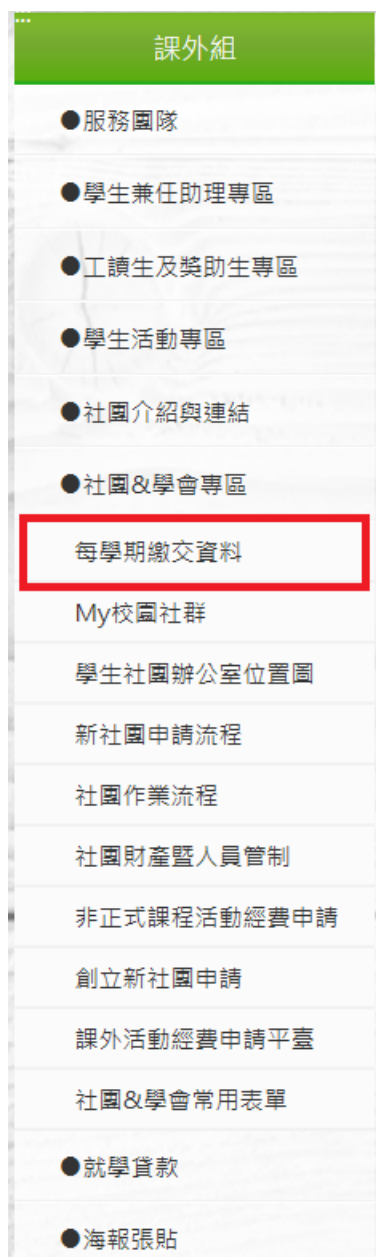 課外組
●服務團隊
●學生兼任助理專區
●工讀生及獎助生專區
●學生活動專區
●社團介紹與連結
●社團&學會專區
每學期繳交資料
My校園社群
學生社團辦公室位置圖
新社團申請流程
社團作業流程
社團財產暨人員管制
非正式課程活動經費申請
創立新社團申請
課外活動經費申請平臺
社團&學會常用表單
●就學貸款
●海報張貼